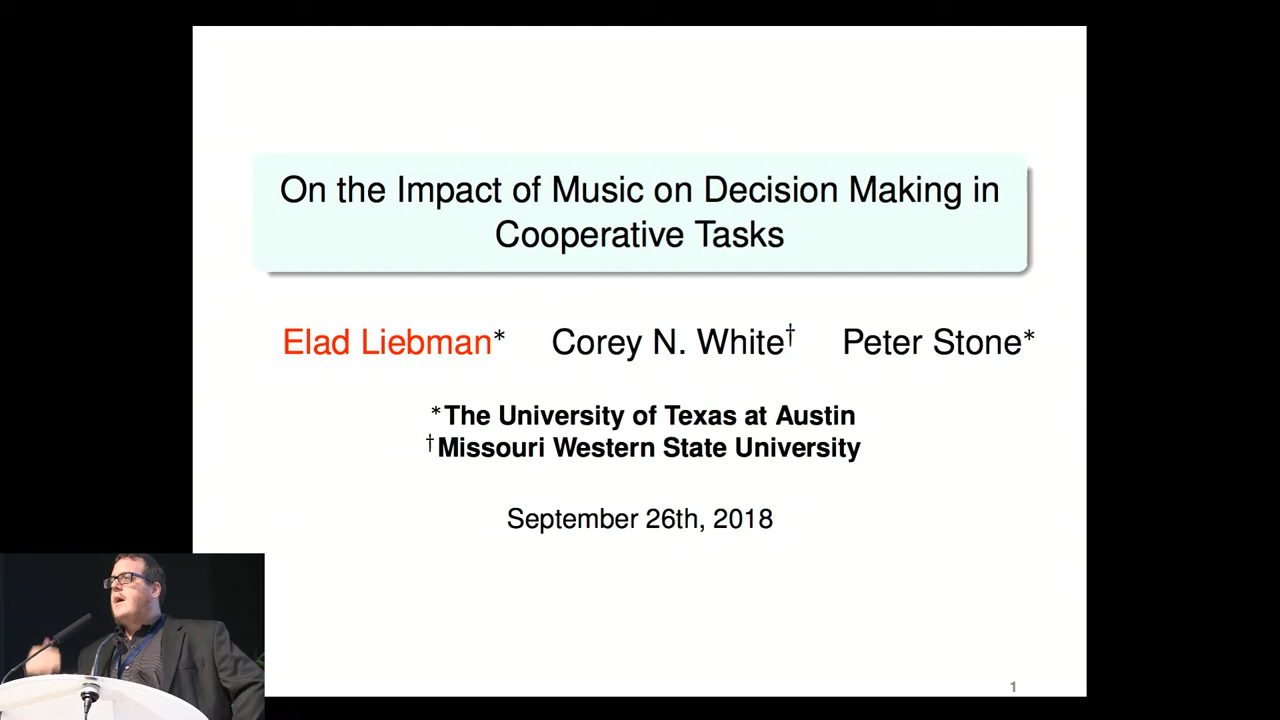 On the Impact of Music on Decision Making in
Cooperative Tasks
Elad Liebman* Corey N. White† Peter Stone*
*The University of Texas at Austin
†Missouri Western State University
September 26th, 2018
1